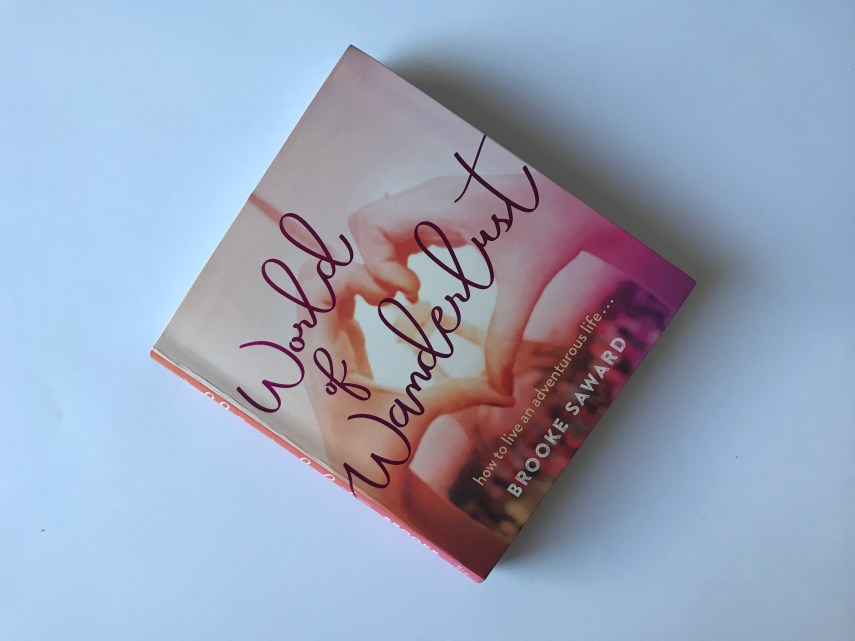 World
of
Wanderlust
how to live an adventurous life...
BROOKE SAWARD